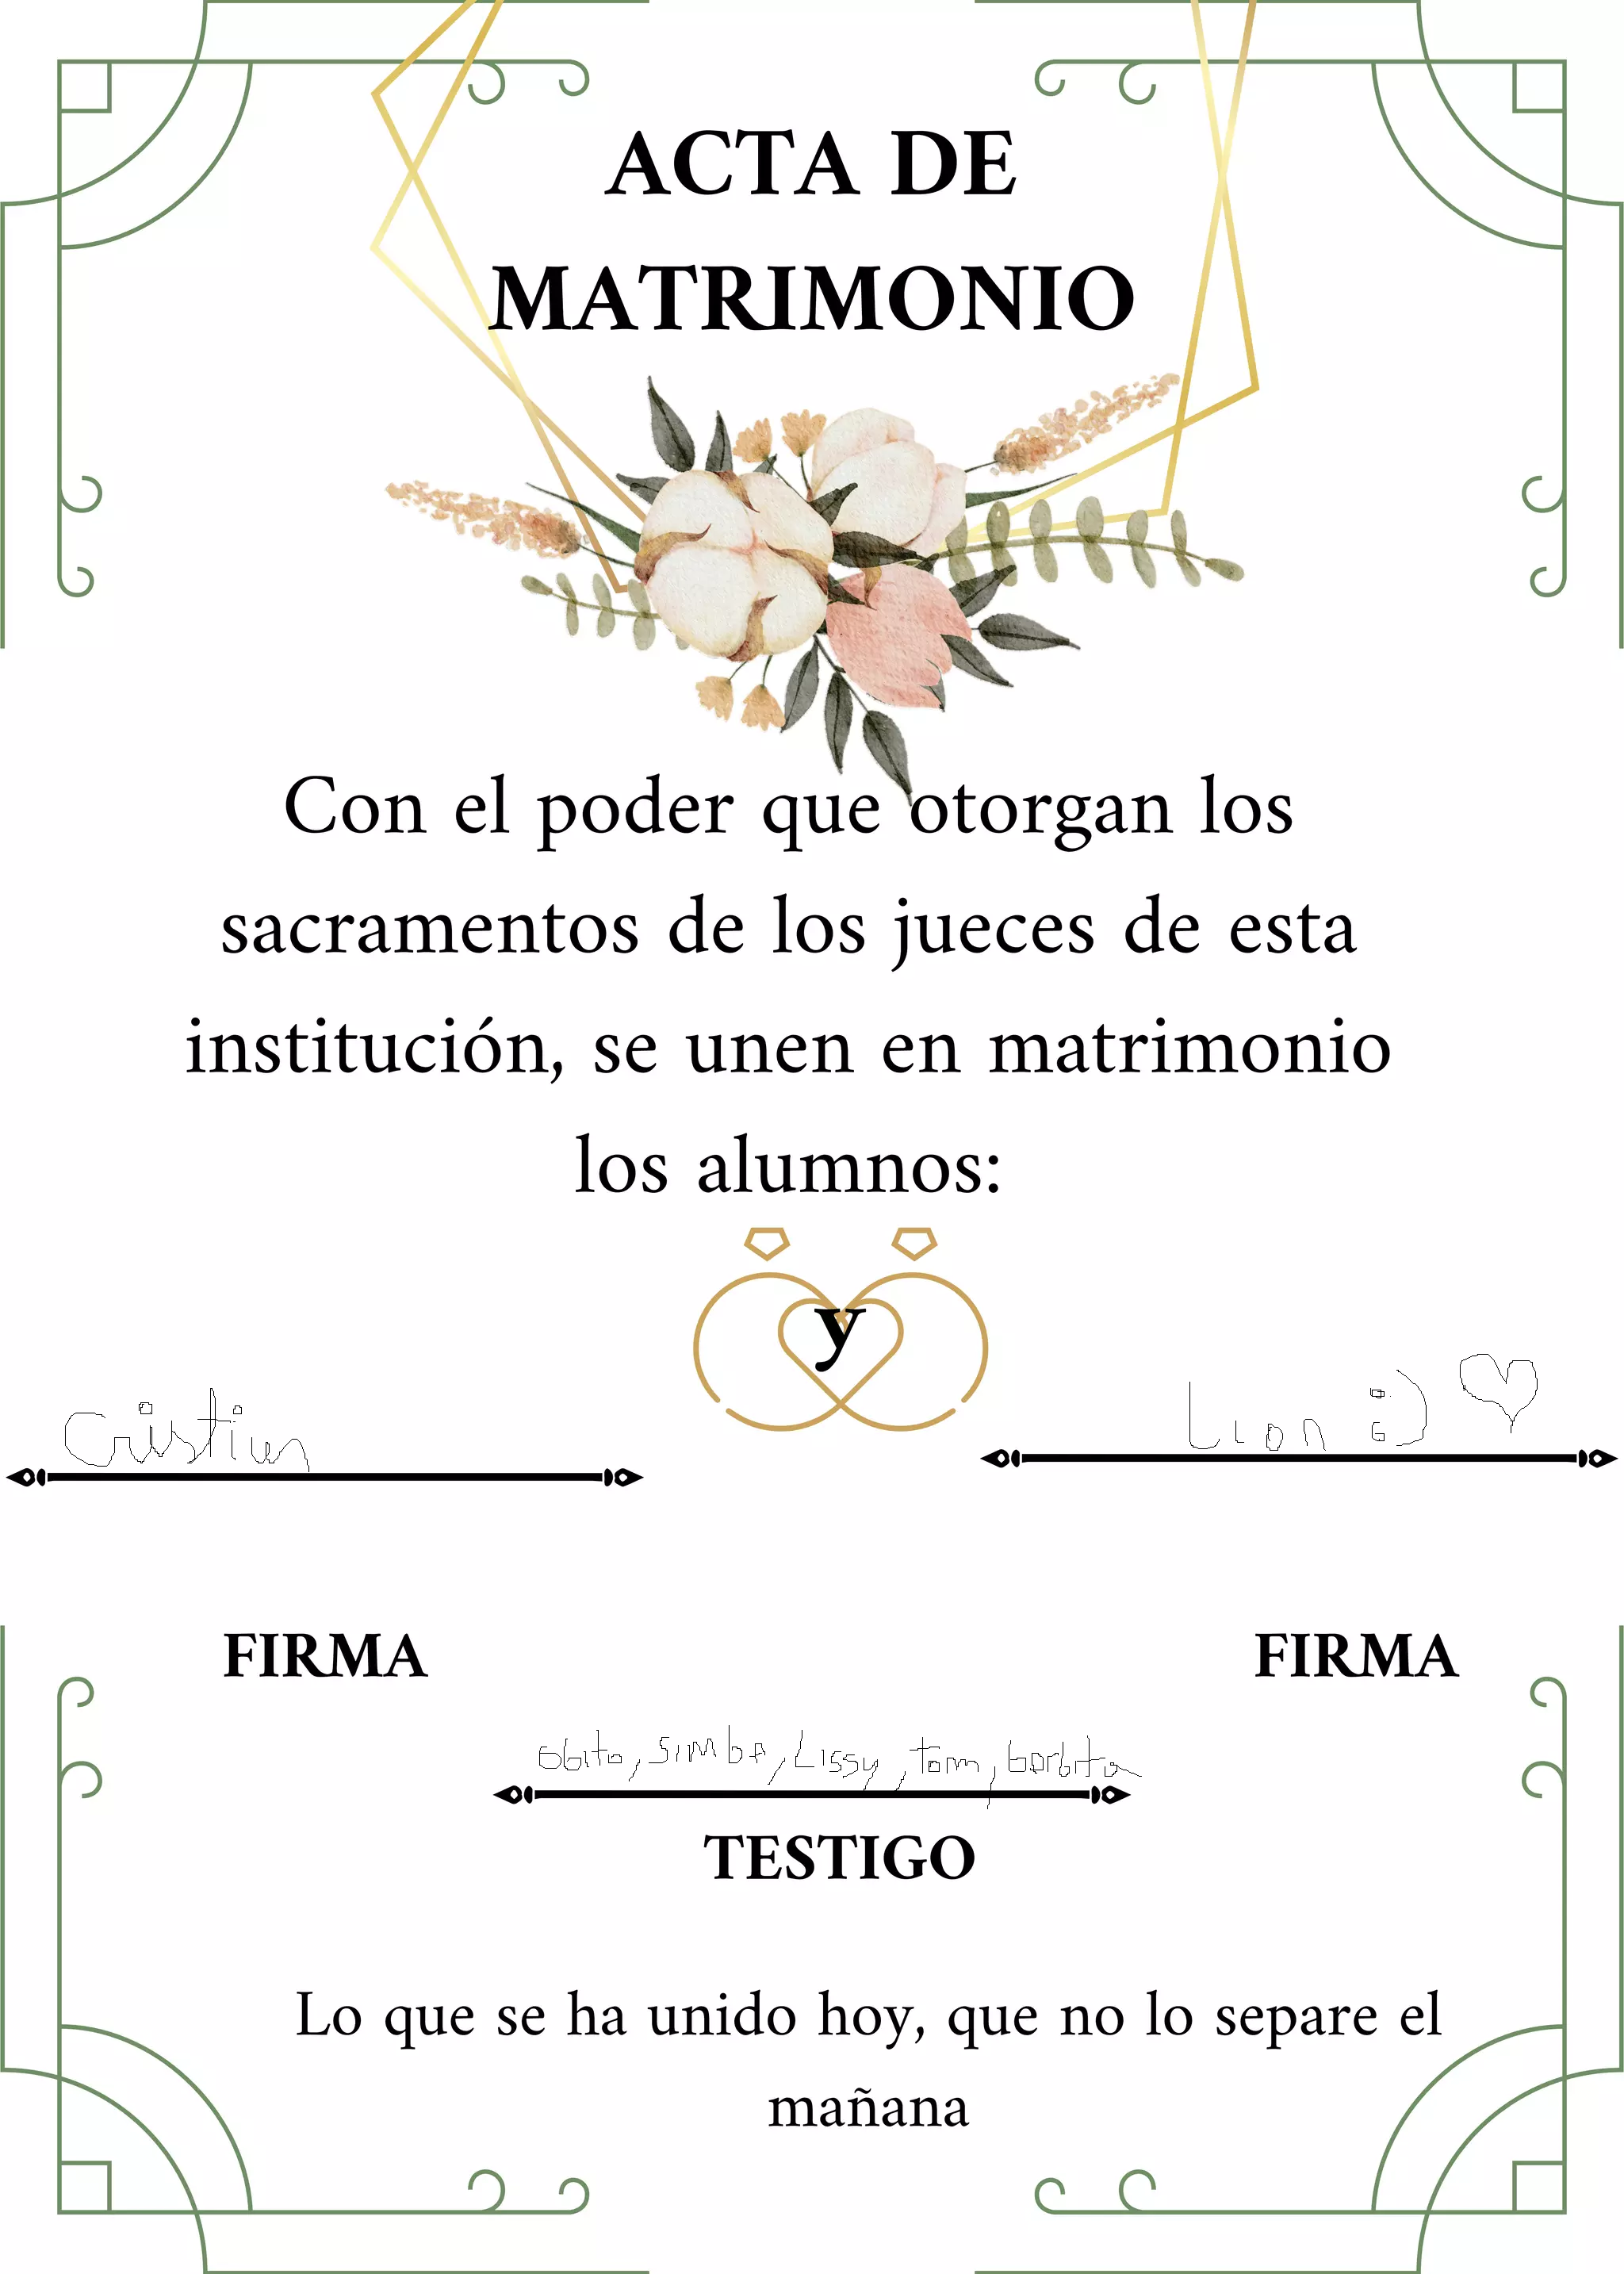 ACTA DE
MATRIMONIO
Con el poder que otorgan los
sacramentos de los jueces de esta
institución, se unen en matrimonio
los alumnos:
y
Cristian
Lion :)
FIRMA
FIRMA
Obito, Simba, Lissy, tom, Gordita
TESTIGO
Lo que se ha unido hoy, que no lo separe el
mañana